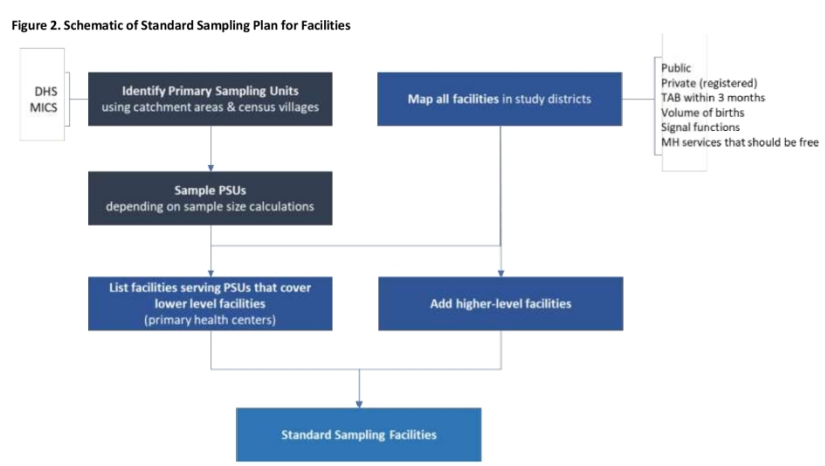 Figure 2. Schematic of Standard Sampling Plan for Facilities
DHS
MICS
Identify Primary Sampling Units
using catchment areas & census villages
Map all facilities in study districts
Public
Private (registered)
TAB within 3 months
Volume of births
Signal functions
MH services that should be free
Sample PSUs
depending on sample size calculations
List facilities serving PSUs that cover
lower level facilities
(primary health centers)
Add higher-level facilities
Standard Sampling Facilities